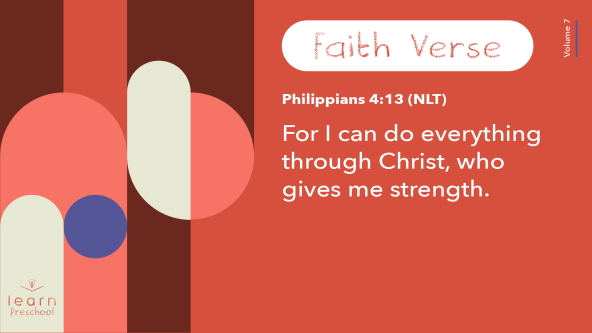 Faith Verse
Volume 7
Philippians 4:13 (NLT)
For I can do everything
through Christ, who
gives me strength.
learn
Preschool